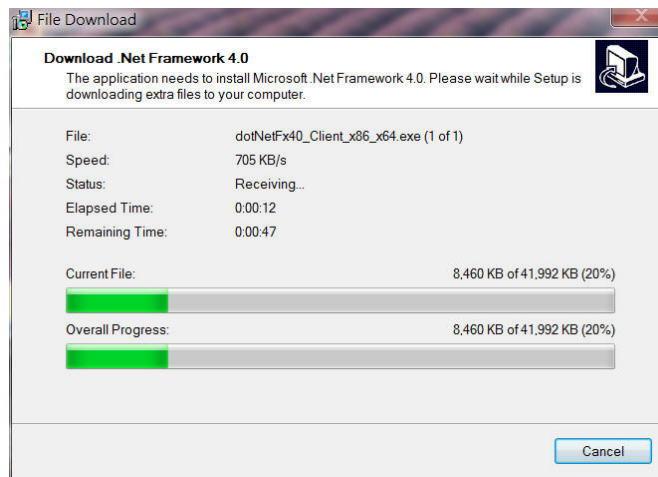 File Download
Download .Net Framework 4.0
The application needs to install Microsoft .Net Framework 4.0. Please wait while Setup is
downloading extra files to your computer.
File: dotNetFx40_Client_x86_x64.exe (1 of 1)
Speed: 705 KB/s
Status: Receiving...
Elapsed Time: 0:00:12
Remaining Time: 0:00:47
Current File: 8,460 KB of 41,992 KB (20%)
Overall Progress: 8,460 KB of 41,992 KB (20%)
Cancel